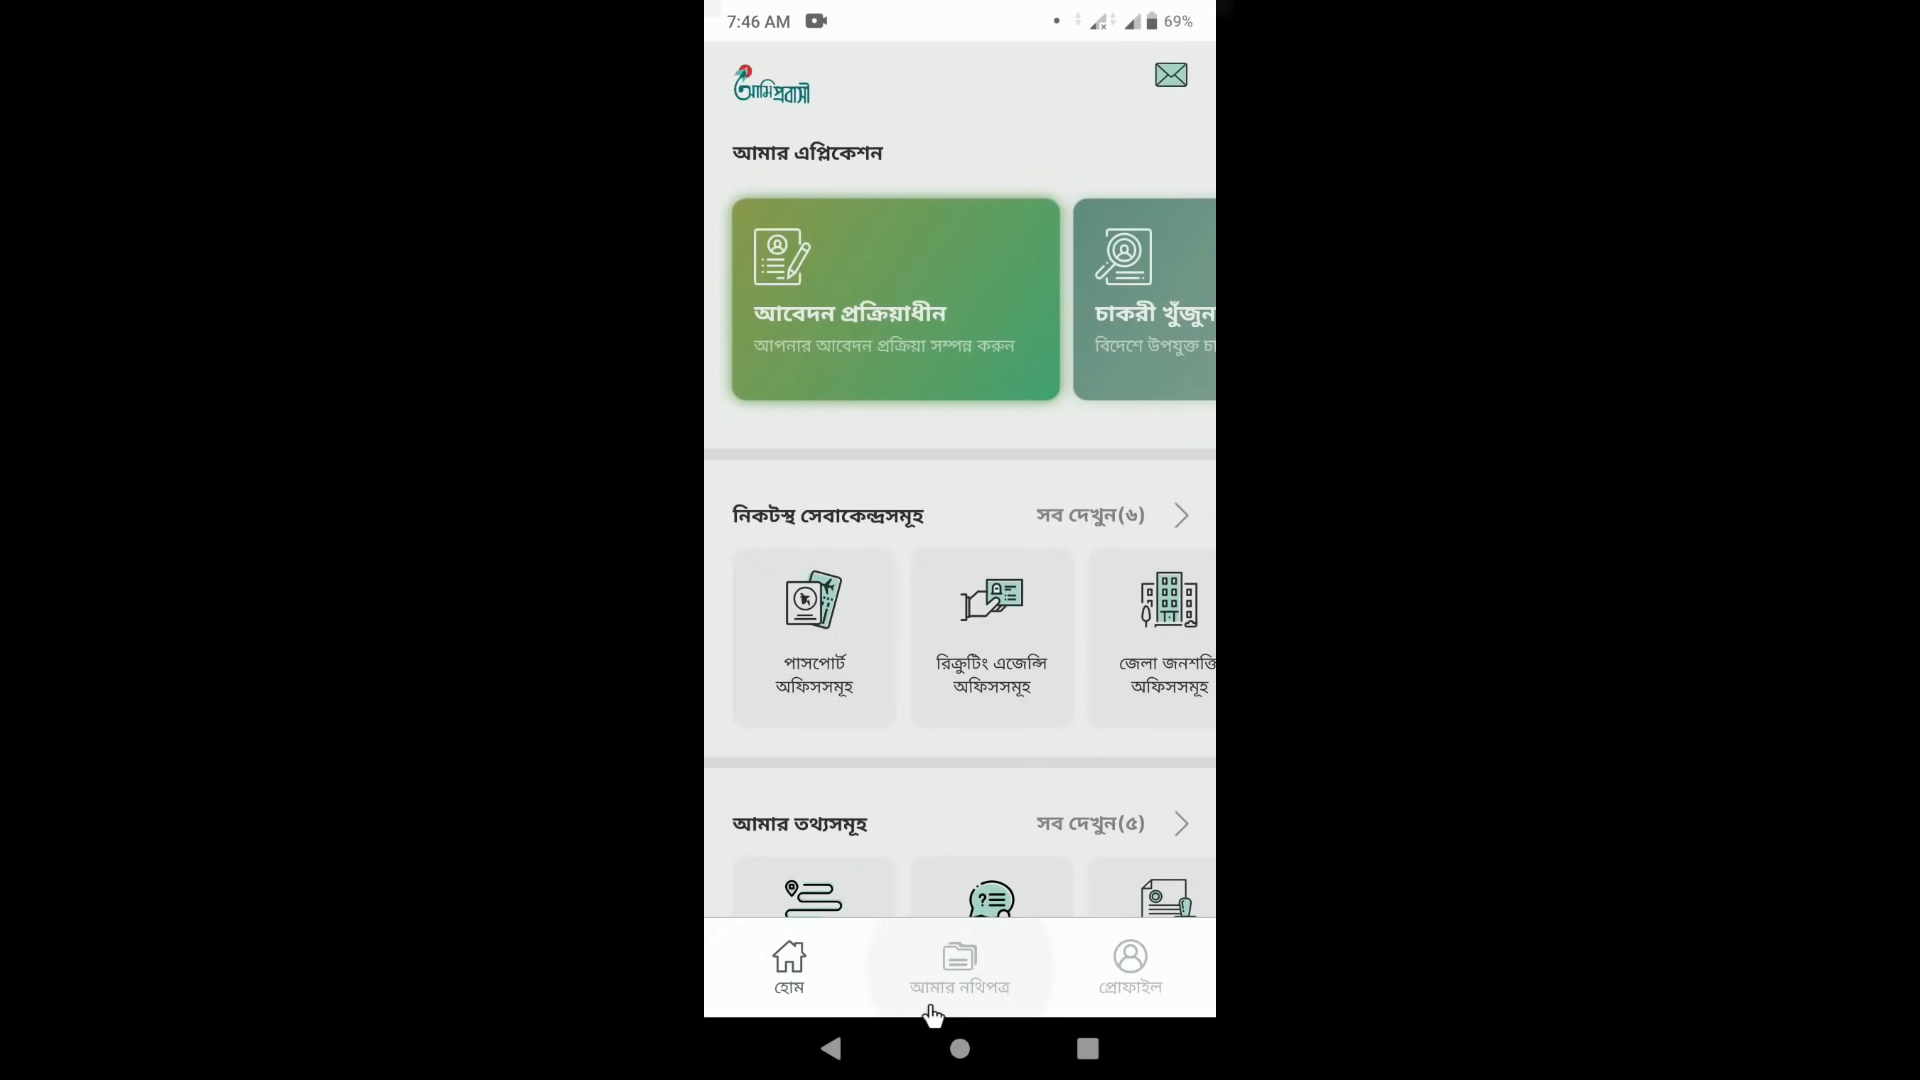 7:46 AM
69%
আমি প্রবাসী
আমার এপ্লিকেশন
আবেদন প্রক্রিয়াধীন
আপনার আবেদন প্রক্রিয়া সম্পন্ন করুন
চাকরী খুঁজুন
বিদেশে উপযুক্ত
নিকটস্থ সেবাকেন্দ্রসমূহ
সব দেখুন(৬)
পাসপোর্ট
অফিসসমূহ
রিক্রুটিং এজেন্সি
অফিসসমূহ
জেলা জনশক্তি
অফিসসমূহ
আমার তথ্যসমূহ
সব দেখুন(৫)
হোম
আমার নথিপত্র
প্রোফাইল